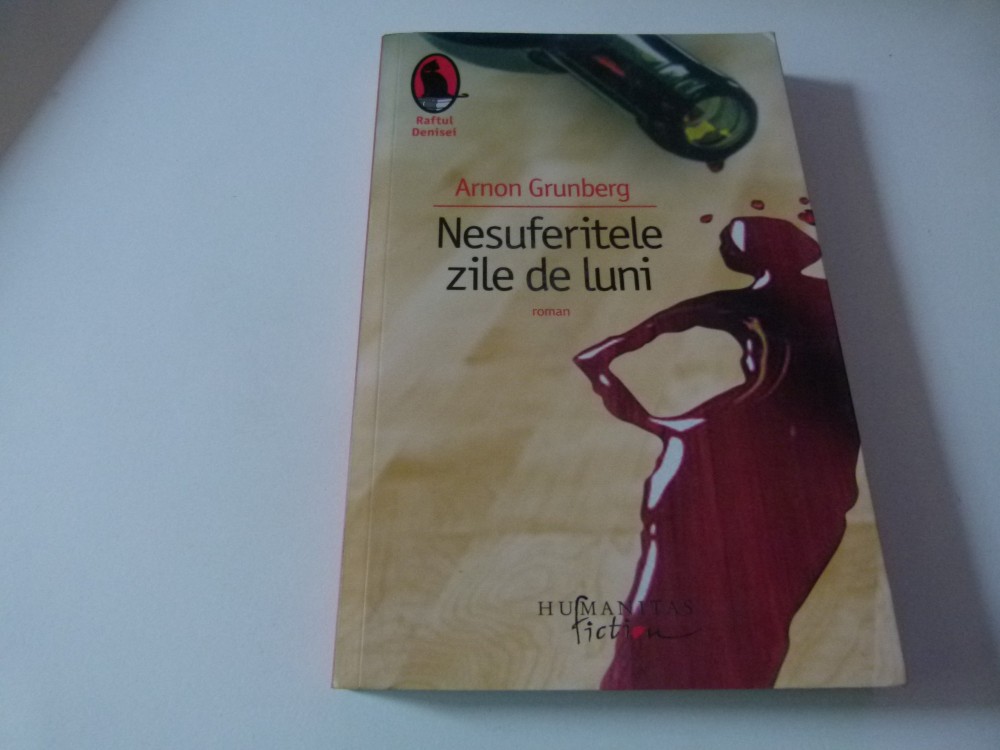 Raftul
Denisei
Arnon Grunberg
Nesuferitele
zile de luni
roman
HUMANITAS
fiction